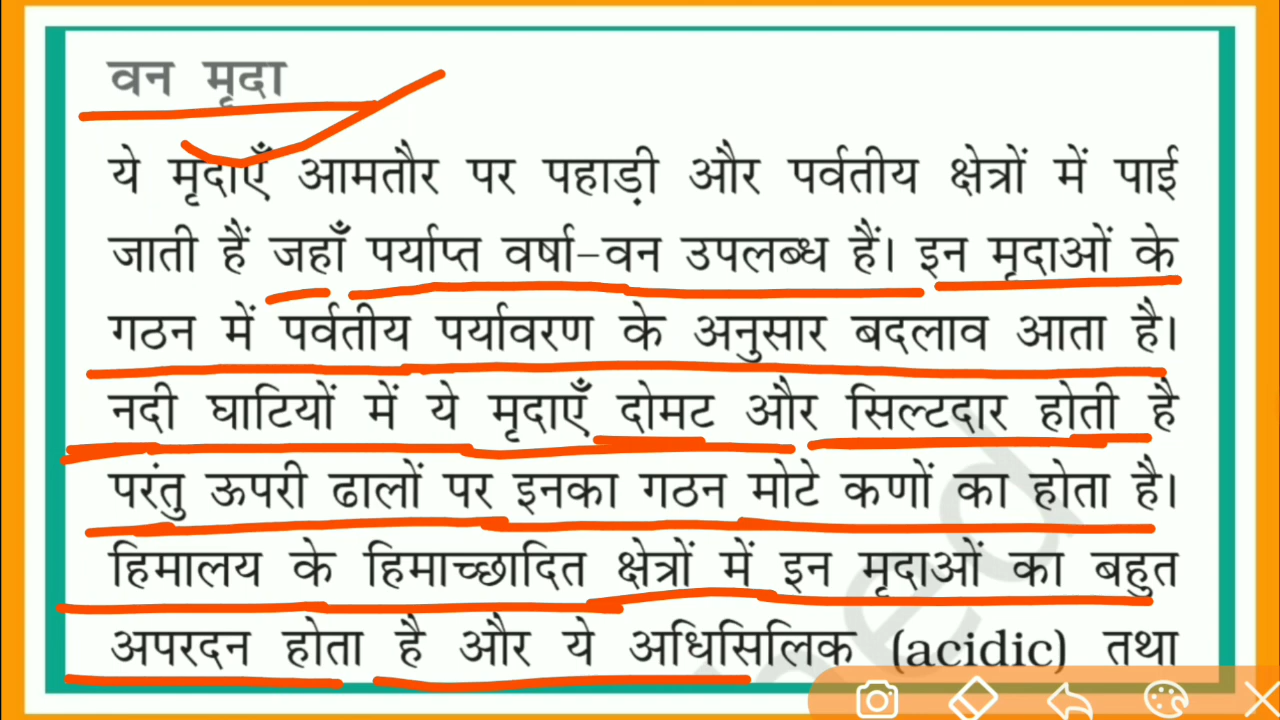 वन मृदा
ये मृदाएँ आमतौर पर पहाड़ी और पर्वतीय क्षेत्रों में पाई
जाती हैं जहाँ पर्याप्त वर्षा-वन उपलब्ध हैं। इन मृदाओं के
गठन में पर्वतीय पर्यावरण के अनुसार बदलाव आता है।
नदी घाटियों में ये मृदाएँ दोमट और सिल्टदार होती है
परंतु ऊपरी ढालों पर इनका गठन मोटे कणों का होता है।
हिमालय के हिमाच्छादित क्षेत्रों में इन मृदाओं का बहुत
अपरदन होता है और ये अधिसिलिक (acidic) तथा